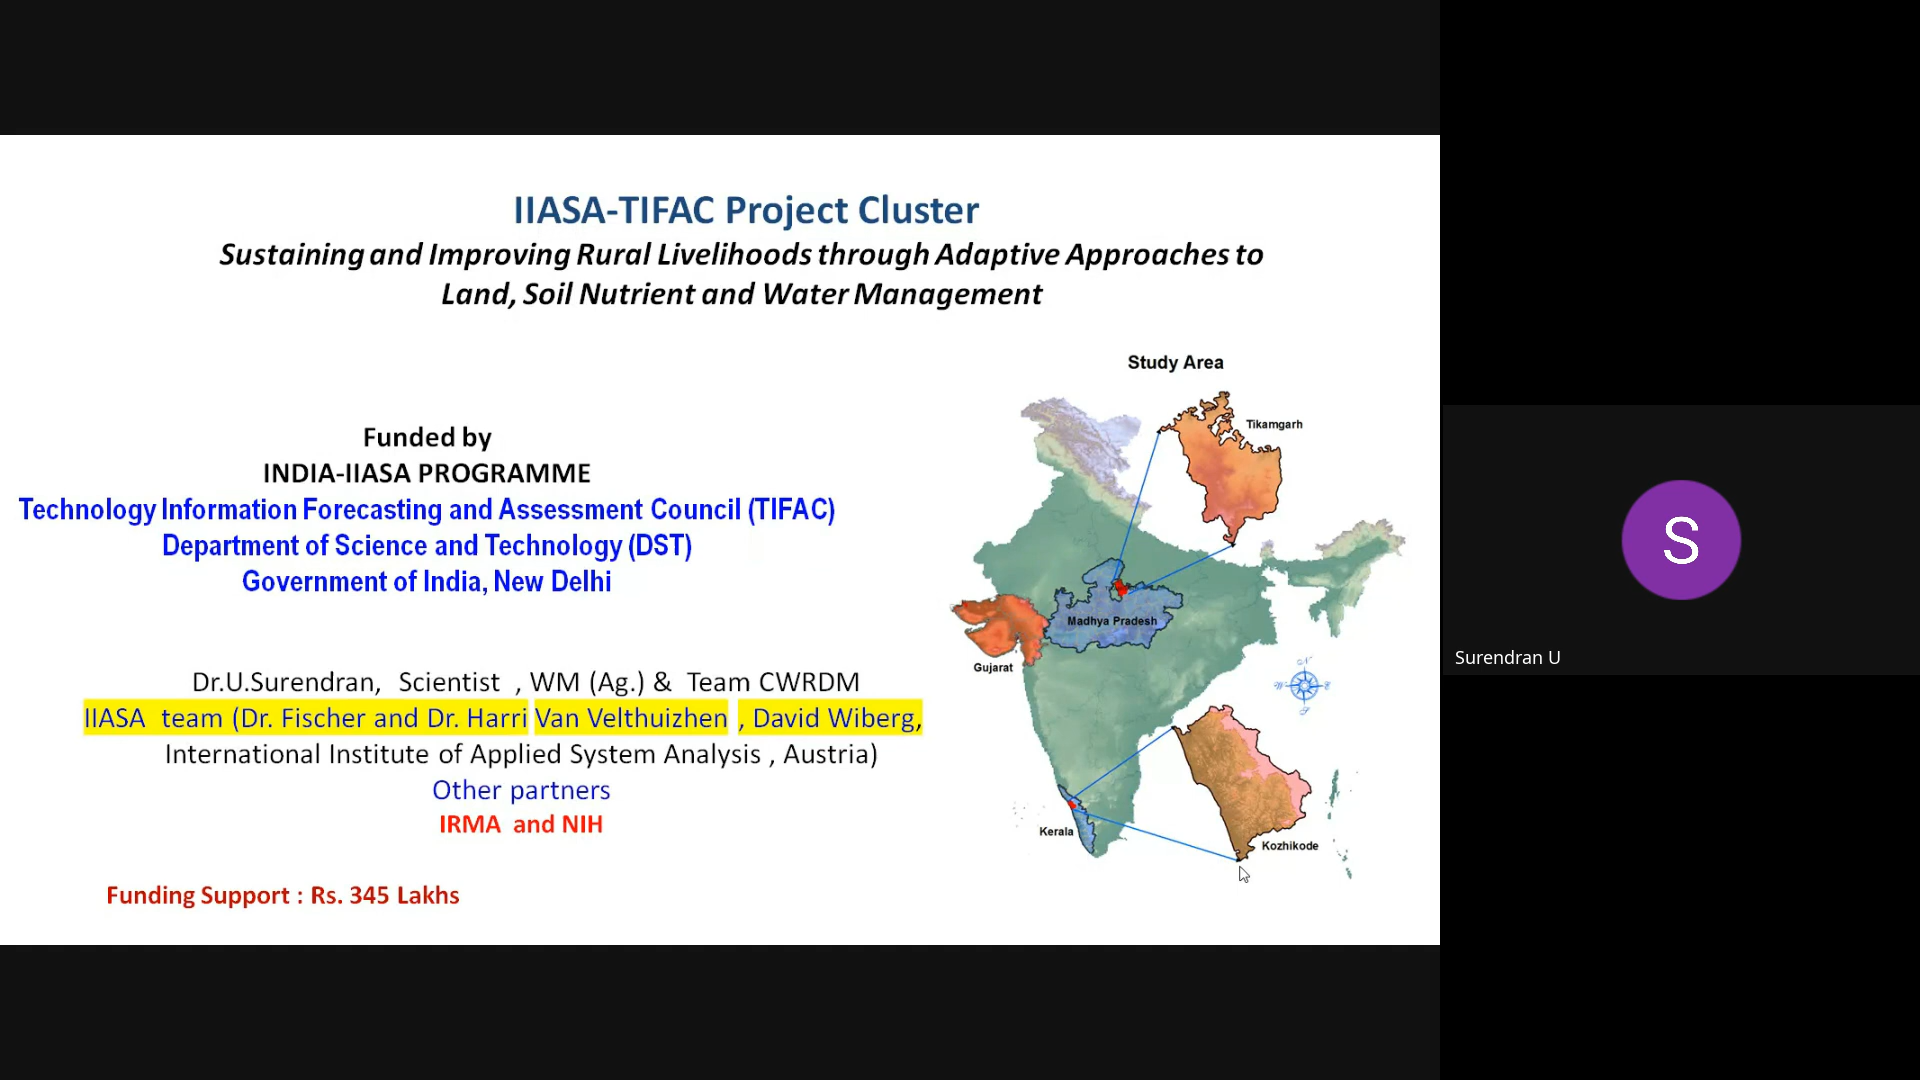 IIASA-TIFAC Project Cluster
Sustaining and Improving Rural Livelihoods through Adaptive Approaches to
Land, Soil Nutrient and Water Management
Funded by
INDIA-IIASA PROGRAMME
Technology Information Forecasting and Assessment Council (TIFAC)
Department of Science and Technology (DST)
Government of India, New Delhi
Dr.U.Surendran, Scientist , WM (Ag.) & Team CWRDM
IIASA team (Dr. Fischer and Dr. Harri Van Velthuizhen , David Wiberg,
International Institute of Applied System Analysis , Austria)
Other partners
IRMA and NIH
Funding Support : Rs. 345 Lakhs
Study Area
Tikamgarh
Madhya Pradesh
Gujarat
Kerala
Kozhikode
S
Surendran U